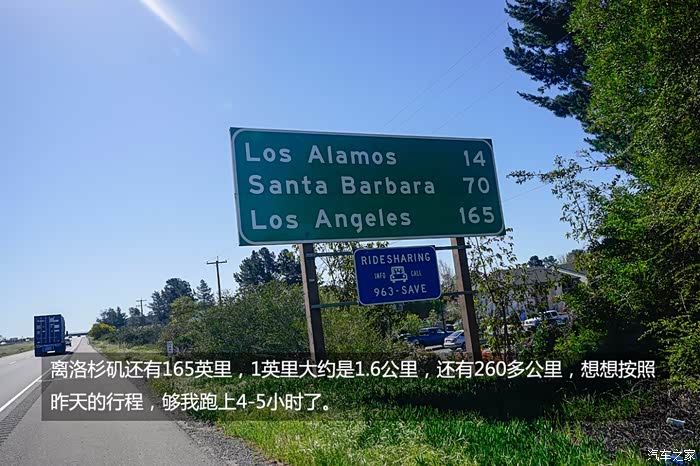 Los Alamos 14
Santa Barbara 70
Los Angeles 165
RIDESHARING
INFO CALL
963-SAVE
离洛杉矶还有165英里，1英里大约是1.6公里，还有260多公里，想想按照
昨天的行程，够我跑上4-5小时了。
汽车之家